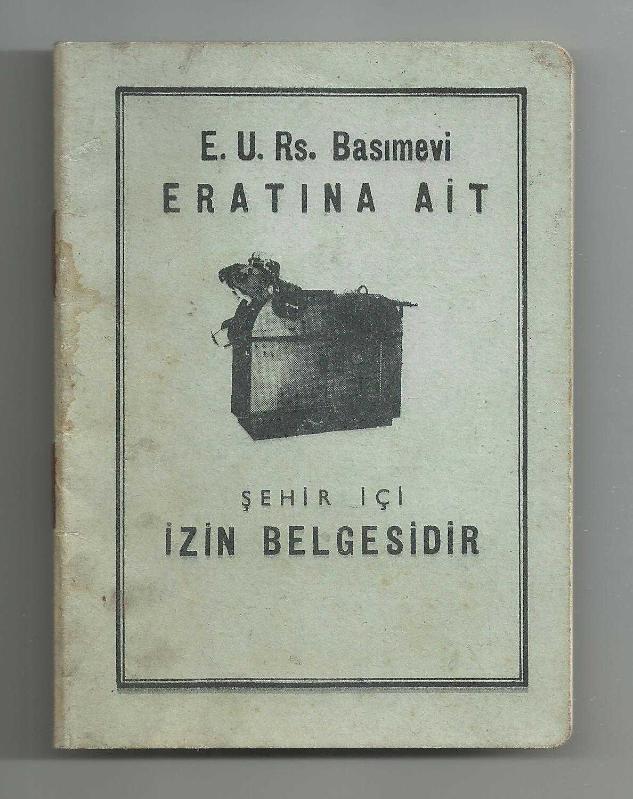 E. U. Rs. Basımevi
ERATINA AİT
ŞEHİR İÇİ
İZİN BELGESİDİR